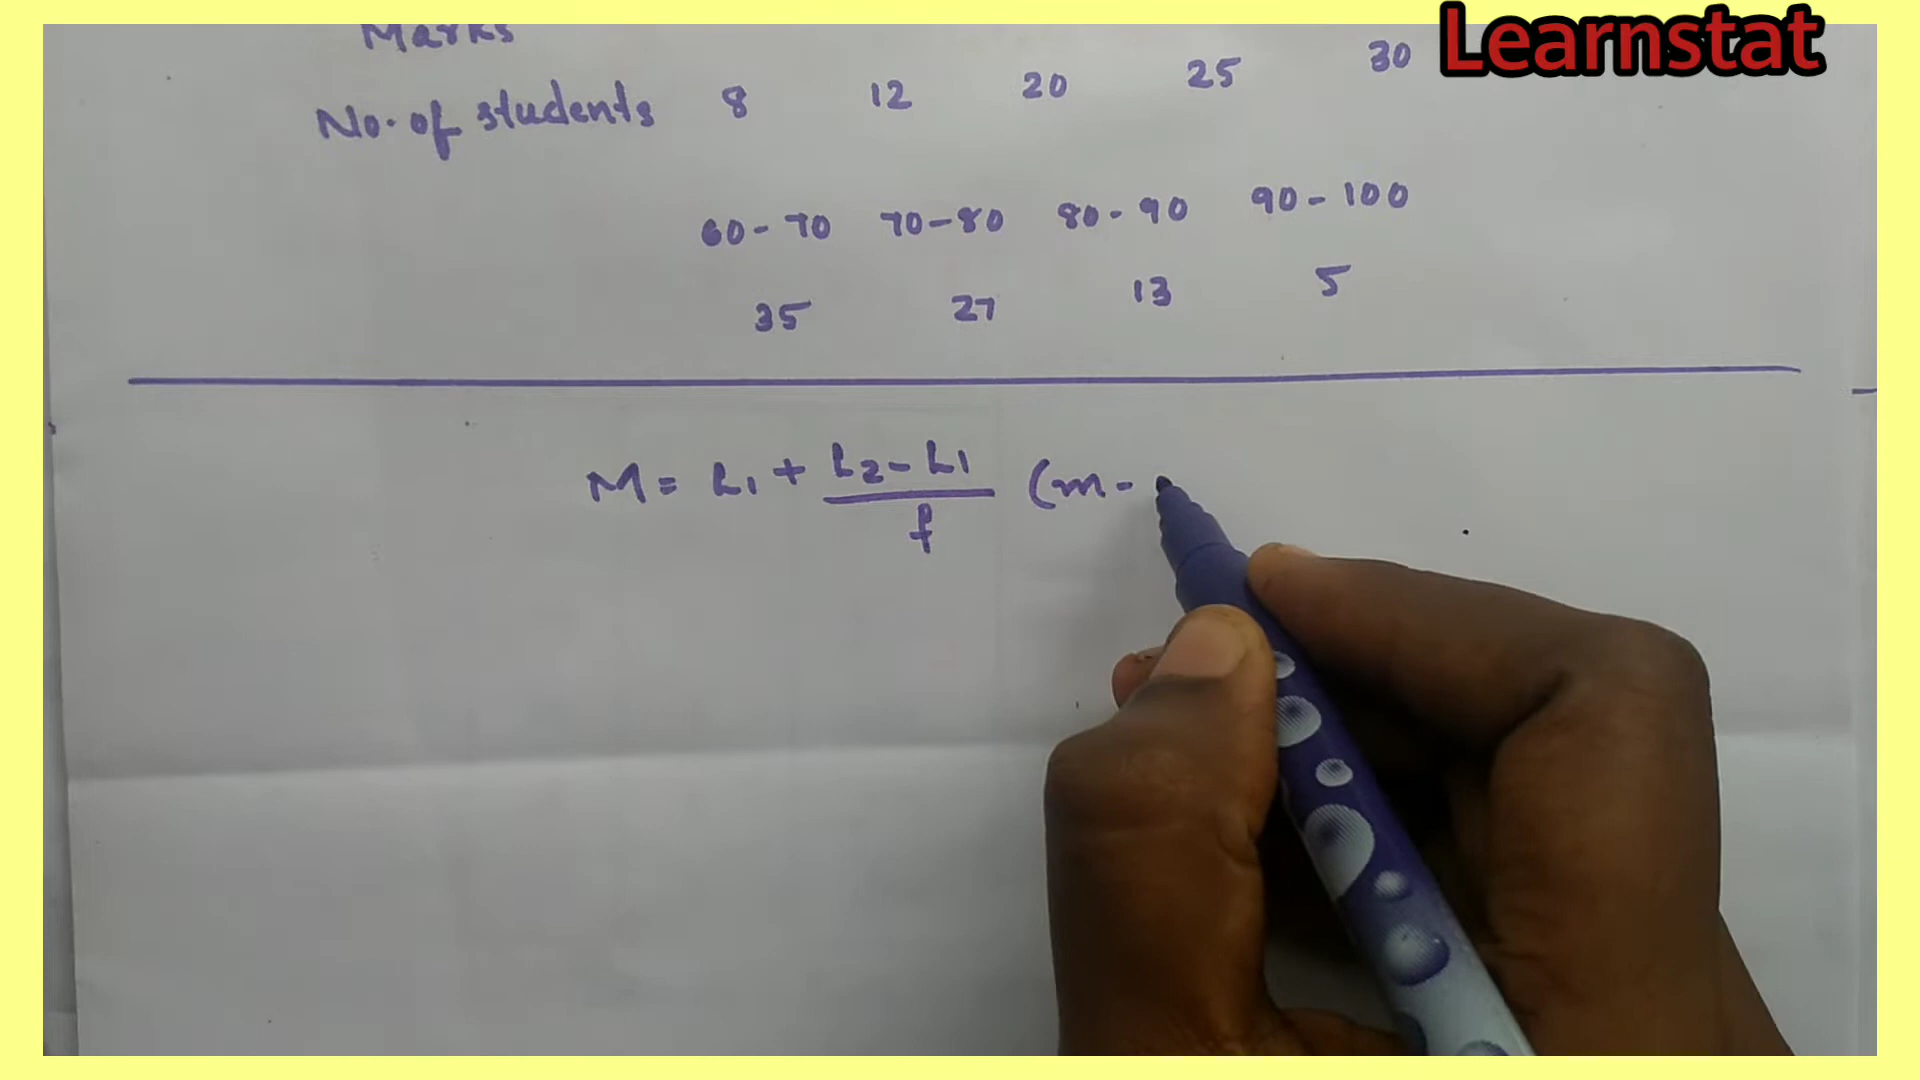 Learnstat
Marks
No. of students 8 12 20 25 30
60-70 70-80 80-90 90-100
35 27 13 5
M = L1 + L2-L1 / f (m-